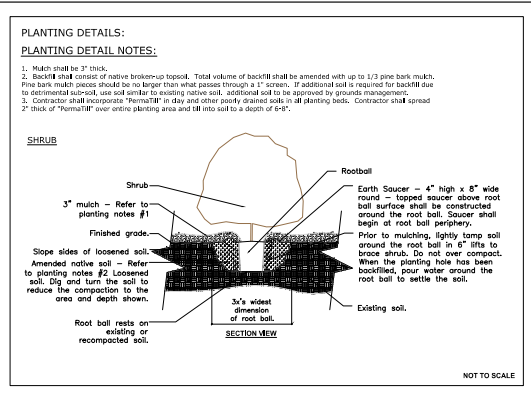 PLANTING DETAILS:
PLANTING DETAIL NOTES:
1. Mulch shall be 3" thick.
2. Backfill shall consist of native broken-up topsoil. Total volume of backfill shall be amended with up to 1/3 pine bark mulch.
Pine bark mulch pieces should be no larger than what passes through a 1" screen. If additional soil is required for backfill due
to detrimental sub-soil, use soil similar to existing native soil. additional soil to be approved by grounds management.
3. Contractor shall incorporate "PermaTill" in clay and other poorly drained soils in all planting beds. Contractor shall spread
2" thick of "PermaTill" over entire planting area and till into soil to a depth of 6-8".
SHRUB
Shrub
3" mulch - Refer to
planting notes #1
Finished grade.
Slope sides of loosened soil.
Amended native soil - Refer
to planting notes #2 Loosened
soil. Dig and turn the soil to
reduce the compaction to the
area and depth shown.
Root ball rests on
existing or
recompacted soil.
3x's widest
dimension
of root ball.
SECTION VIEW
Rootball
Earth Saucer - 4" high x 8" wide
round - topped saucer above root
ball surface shall be constructed
around the root ball. Saucer shall
begin at root ball periphery.
Prior to mulching, lightly tamp soil
around the root ball in 6" lifts to
brace shrub. Do not over compact.
When the planting hole has been
backfilled, pour water around the
root ball to settle the soil.
Existing soil.
NOT TO SCALE